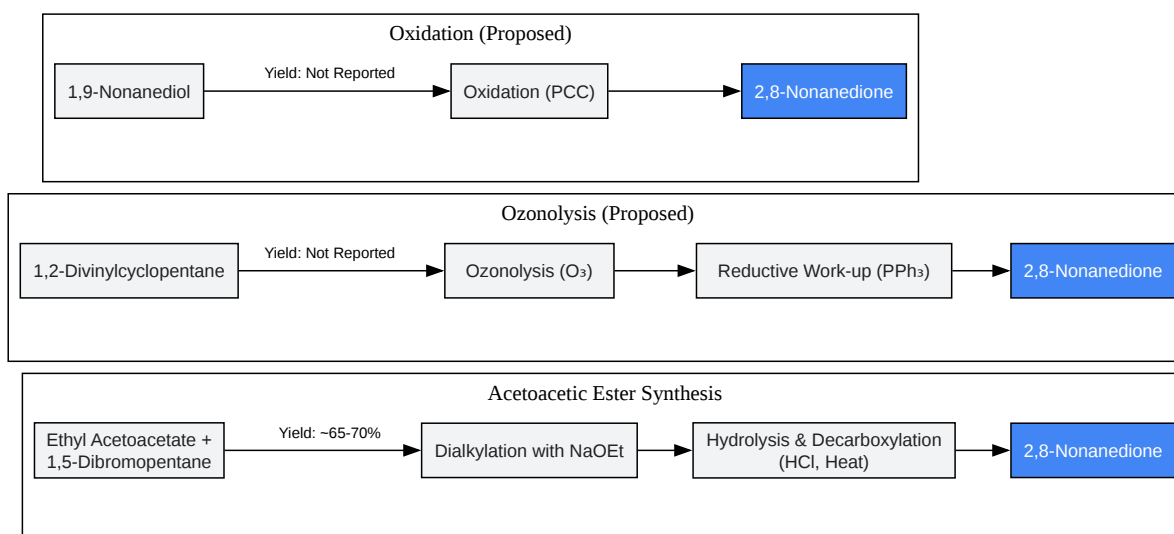 Oxidation (Proposed)
1,9-Nonanediol
Yield: Not Reported
Oxidation (PCC)
2,8-Nonanedione
Ozonolysis (Proposed)
1,2-Divinylcyclopentane
Yield: Not Reported
Ozonolysis (O₃)
Reductive Work-up (PPh₃)
2,8-Nonanedione
Acetoacetic Ester Synthesis
Ethyl Acetoacetate +
1,5-Dibromopentane
Yield: ~65-70%
Dialkylation with NaOEt
Hydrolysis & Decarboxylation
(HCl, Heat)
2,8-Nonanedione